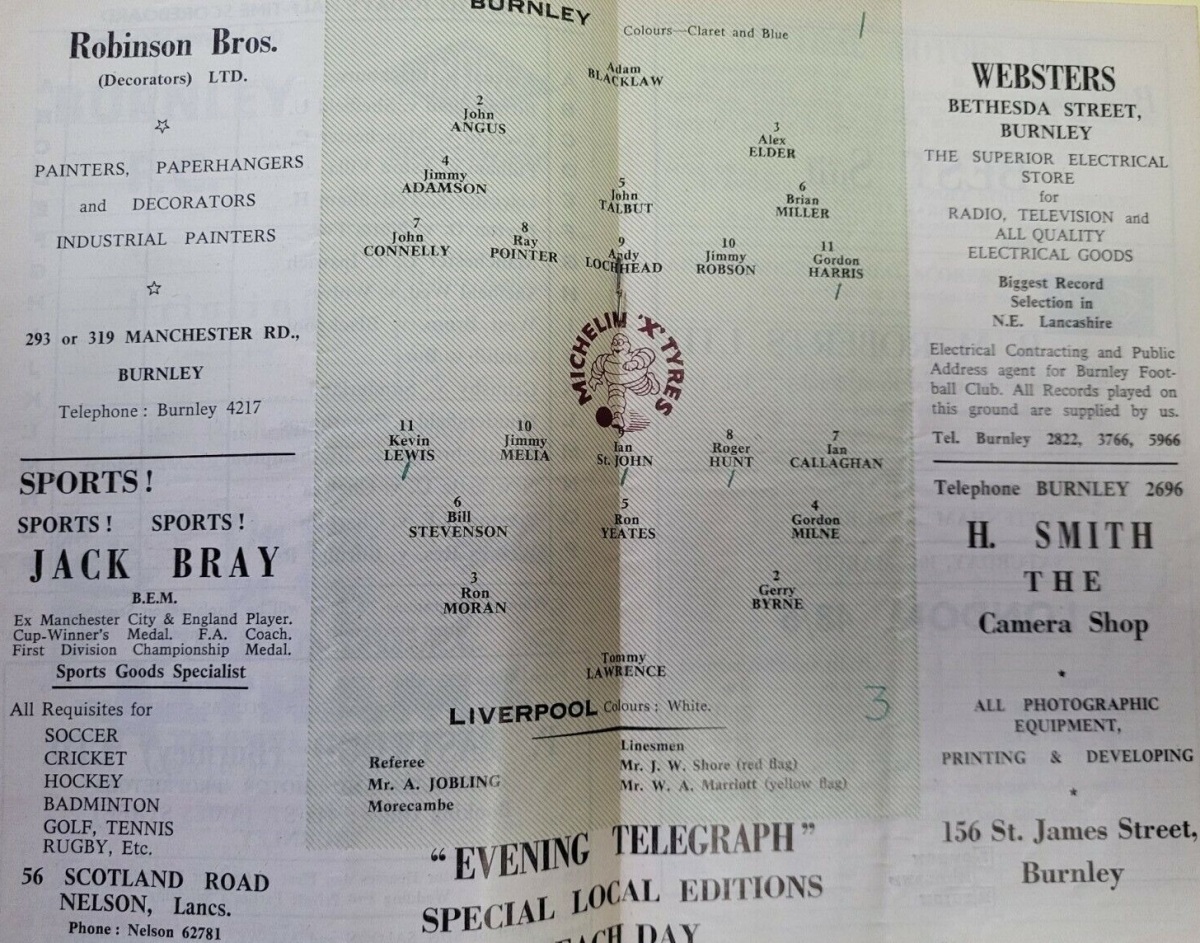 Robinson Bros.
(Decorators) LTD.
PAINTERS, PAPERHANGERS
and DECORATORS
INDUSTRIAL PAINTERS
293 or 319 MANCHESTER RD.,
BURNLEY
Telephone : Burnley 4217
SPORTS !
SPORTS ! SPORTS !
JACK BRAY
B.E.M.
Ex Manchester City & England Player.
Cup-Winner's Medal. F.A. Coach.
First Division Championship Medal.
Sports Goods Specialist
All Requisites for
SOCCER
CRICKET
HOCKEY
BADMINTON
GOLF, TENNIS
RUGBY, Etc.
56 SCOTLAND ROAD
NELSON, Lancs.
Phone : Nelson 62781
BURNLEY
Colours—Claret and Blue
1
Adam
BLACKLAW
2
John
ANGUS
3
Alex
ELDER
4
Jimmy
ADAMSON
5
John
TALBUT
6
Brian
MILLER
7
John
CONNELLY
8
Ray
POINTER
9
Andy
LOCHHEAD
10
Jimmy
ROBSON
11
Gordon
HARRIS
MICHELIN 'X' TYRES
11
Kevin
LEWIS
10
Jimmy
MELIA
9
Ian
St. JOHN
8
Roger
HUNT
7
Ian
CALLAGHAN
6
Bill
STEVENSON
5
Ron
YEATES
4
Gordon
MILNE
3
Ron
MORAN
2
Gerry
BYRNE
Tommy
LAWRENCE
LIVERPOOL Colours : White.
3
Referee
Mr. A. JOBLING
Morecambe
Linesmen
Mr. J. W. Shore (red flag)
Mr. W. A. Marriott (yellow flag)
"EVENING TELEGRAPH"
SPECIAL LOCAL EDITIONS
EACH DAY
WEBSTERS
BETHESDA STREET,
BURNLEY
THE SUPERIOR ELECTRICAL
STORE
for
RADIO, TELEVISION and
ALL QUALITY
ELECTRICAL GOODS
Biggest Record
Selection in
N.E. Lancashire
Electrical Contracting and Public
Address agent for Burnley Foot-
ball Club. All Records played on
this ground are supplied by us.
Tel. Burnley 2822, 3766, 5966
Telephone BURNLEY 2696
H. SMITH
THE
Camera Shop
ALL PHOTOGRAPHIC
EQUIPMENT,
PRINTING & DEVELOPING
156 St. James Street,
Burnley